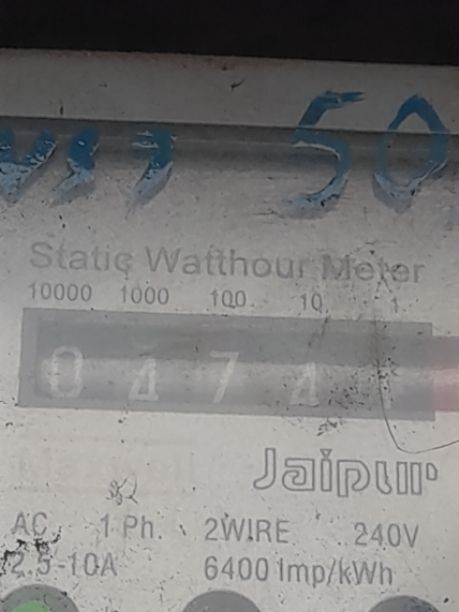 50
Static Watthour Meter
10000 1000 100 10 1
0 4 7 4
Jaipur
AC 1 Ph. 2WIRE 240V
2.5-10A 6400 Imp/kWh